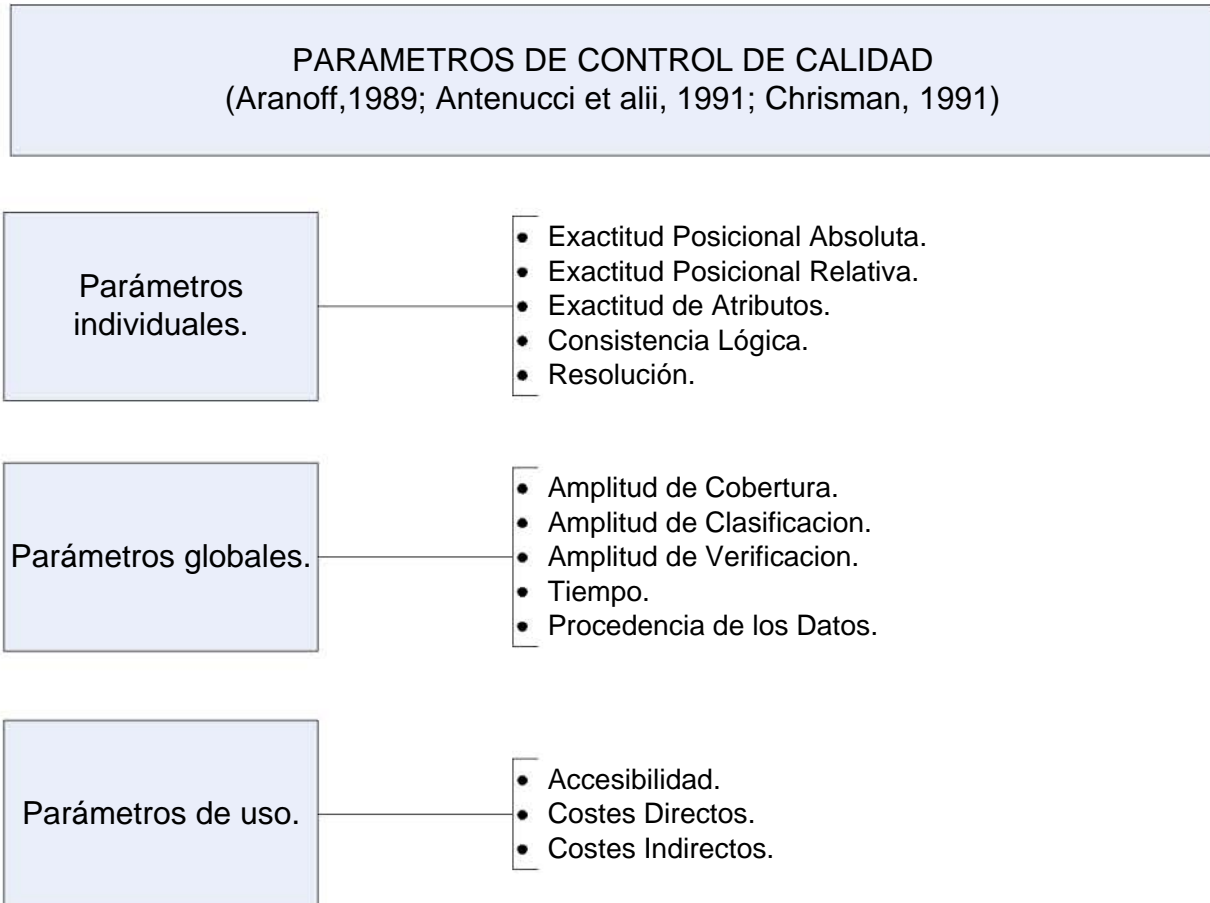 PARAMETROS DE CONTROL DE CALIDAD
(Aranoff,1989; Antenucci et alii, 1991; Chrisman, 1991)
Parámetros
individuales.
• Exactitud Posicional Absoluta.
• Exactitud Posicional Relativa.
• Exactitud de Atributos.
• Consistencia Lógica.
• Resolución.
Parámetros globales.
• Amplitud de Cobertura.
• Amplitud de Clasificacion.
• Amplitud de Verificacion.
• Tiempo.
• Procedencia de los Datos.
Parámetros de uso.
• Accesibilidad.
• Costes Directos.
• Costes Indirectos.